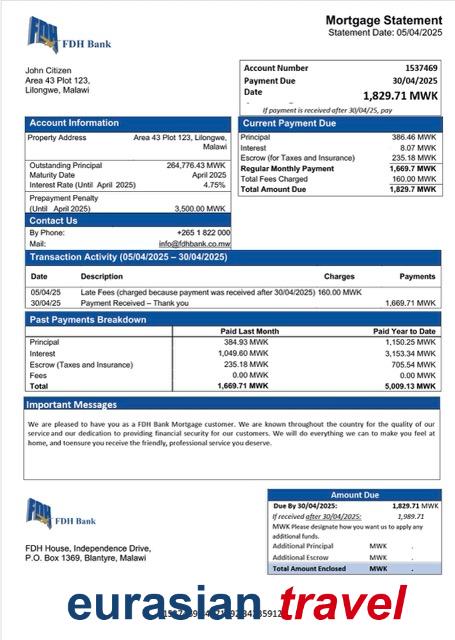 Mortgage Statement
Statement Date: 05/04/2025
FDH Bank
John Citizen
Area 43 Plot 123,
Lilongwe, Malawi
Account Number 1537469
Payment Due 30/04/2025
Date 1,829.71 MWK
If payment is received after 30/04/25, pay
Account Information
Property Address Area 43 Plot 123, Lilongwe,
Malawi
Outstanding Principal 264,776.43 MWK
Maturity Date April 2025
Interest Rate (Until April 2025) 4.75%
Prepayment Penalty
(Until April 2025) 3,500.00 MWK
Current Payment Due
Principal 386.46 MWK
Interest 8.07 MWK
Escrow (for Taxes and Insurance) 235.18 MWK
Regular Monthly Payment 1,669.7 MWK
Total Fees Charged 160.00 MWK
Total Amount Due 1,829.7 MWK
Contact Us
By Phone: +265 1 822 000
Mail: info@fdhbank.co.mw
Transaction Activity (05/04/2025 – 30/04/2025)
Date Description Charges Payments
05/04/25 Late Fees (charged because payment was received after 30/04/2025) 160.00 MWK
30/04/25 Payment Received – Thank you 1,669.71 MWK
Past Payments Breakdown
Paid Last Month Paid Year to Date
Principal 384.93 MWK 1,150.25 MWK
Interest 1,049.60 MWK 3,153.34 MWK
Escrow (Taxes and Insurance) 235.18 MWK 705.54 MWK
Fees 0.00 MWK 0.00 MWK
Total 1,669.71 MWK 5,009.13 MWK
Important Messages
We are pleased to have you as a FDH Bank Mortgage customer. We are known throughout the country for the quality of our
service and our dedication to providing financial security for our customers. We will do everything we can to make you feel at
home, and toensure you receive the friendly, professional service you deserve.
Amount Due
Due By 30/04/2025: 1,829.71 MWK
If received after 30/04/2025: 1,989.71
MWK Please designate how you want us to apply any
additional funds.
Additional Principal MWK .
Additional Escrow MWK .
Total Amount Enclosed MWK .
FDH Bank
FDH House, Independence Drive,
P.O. Box 1369, Blantyre, Malawi
eurasian travel